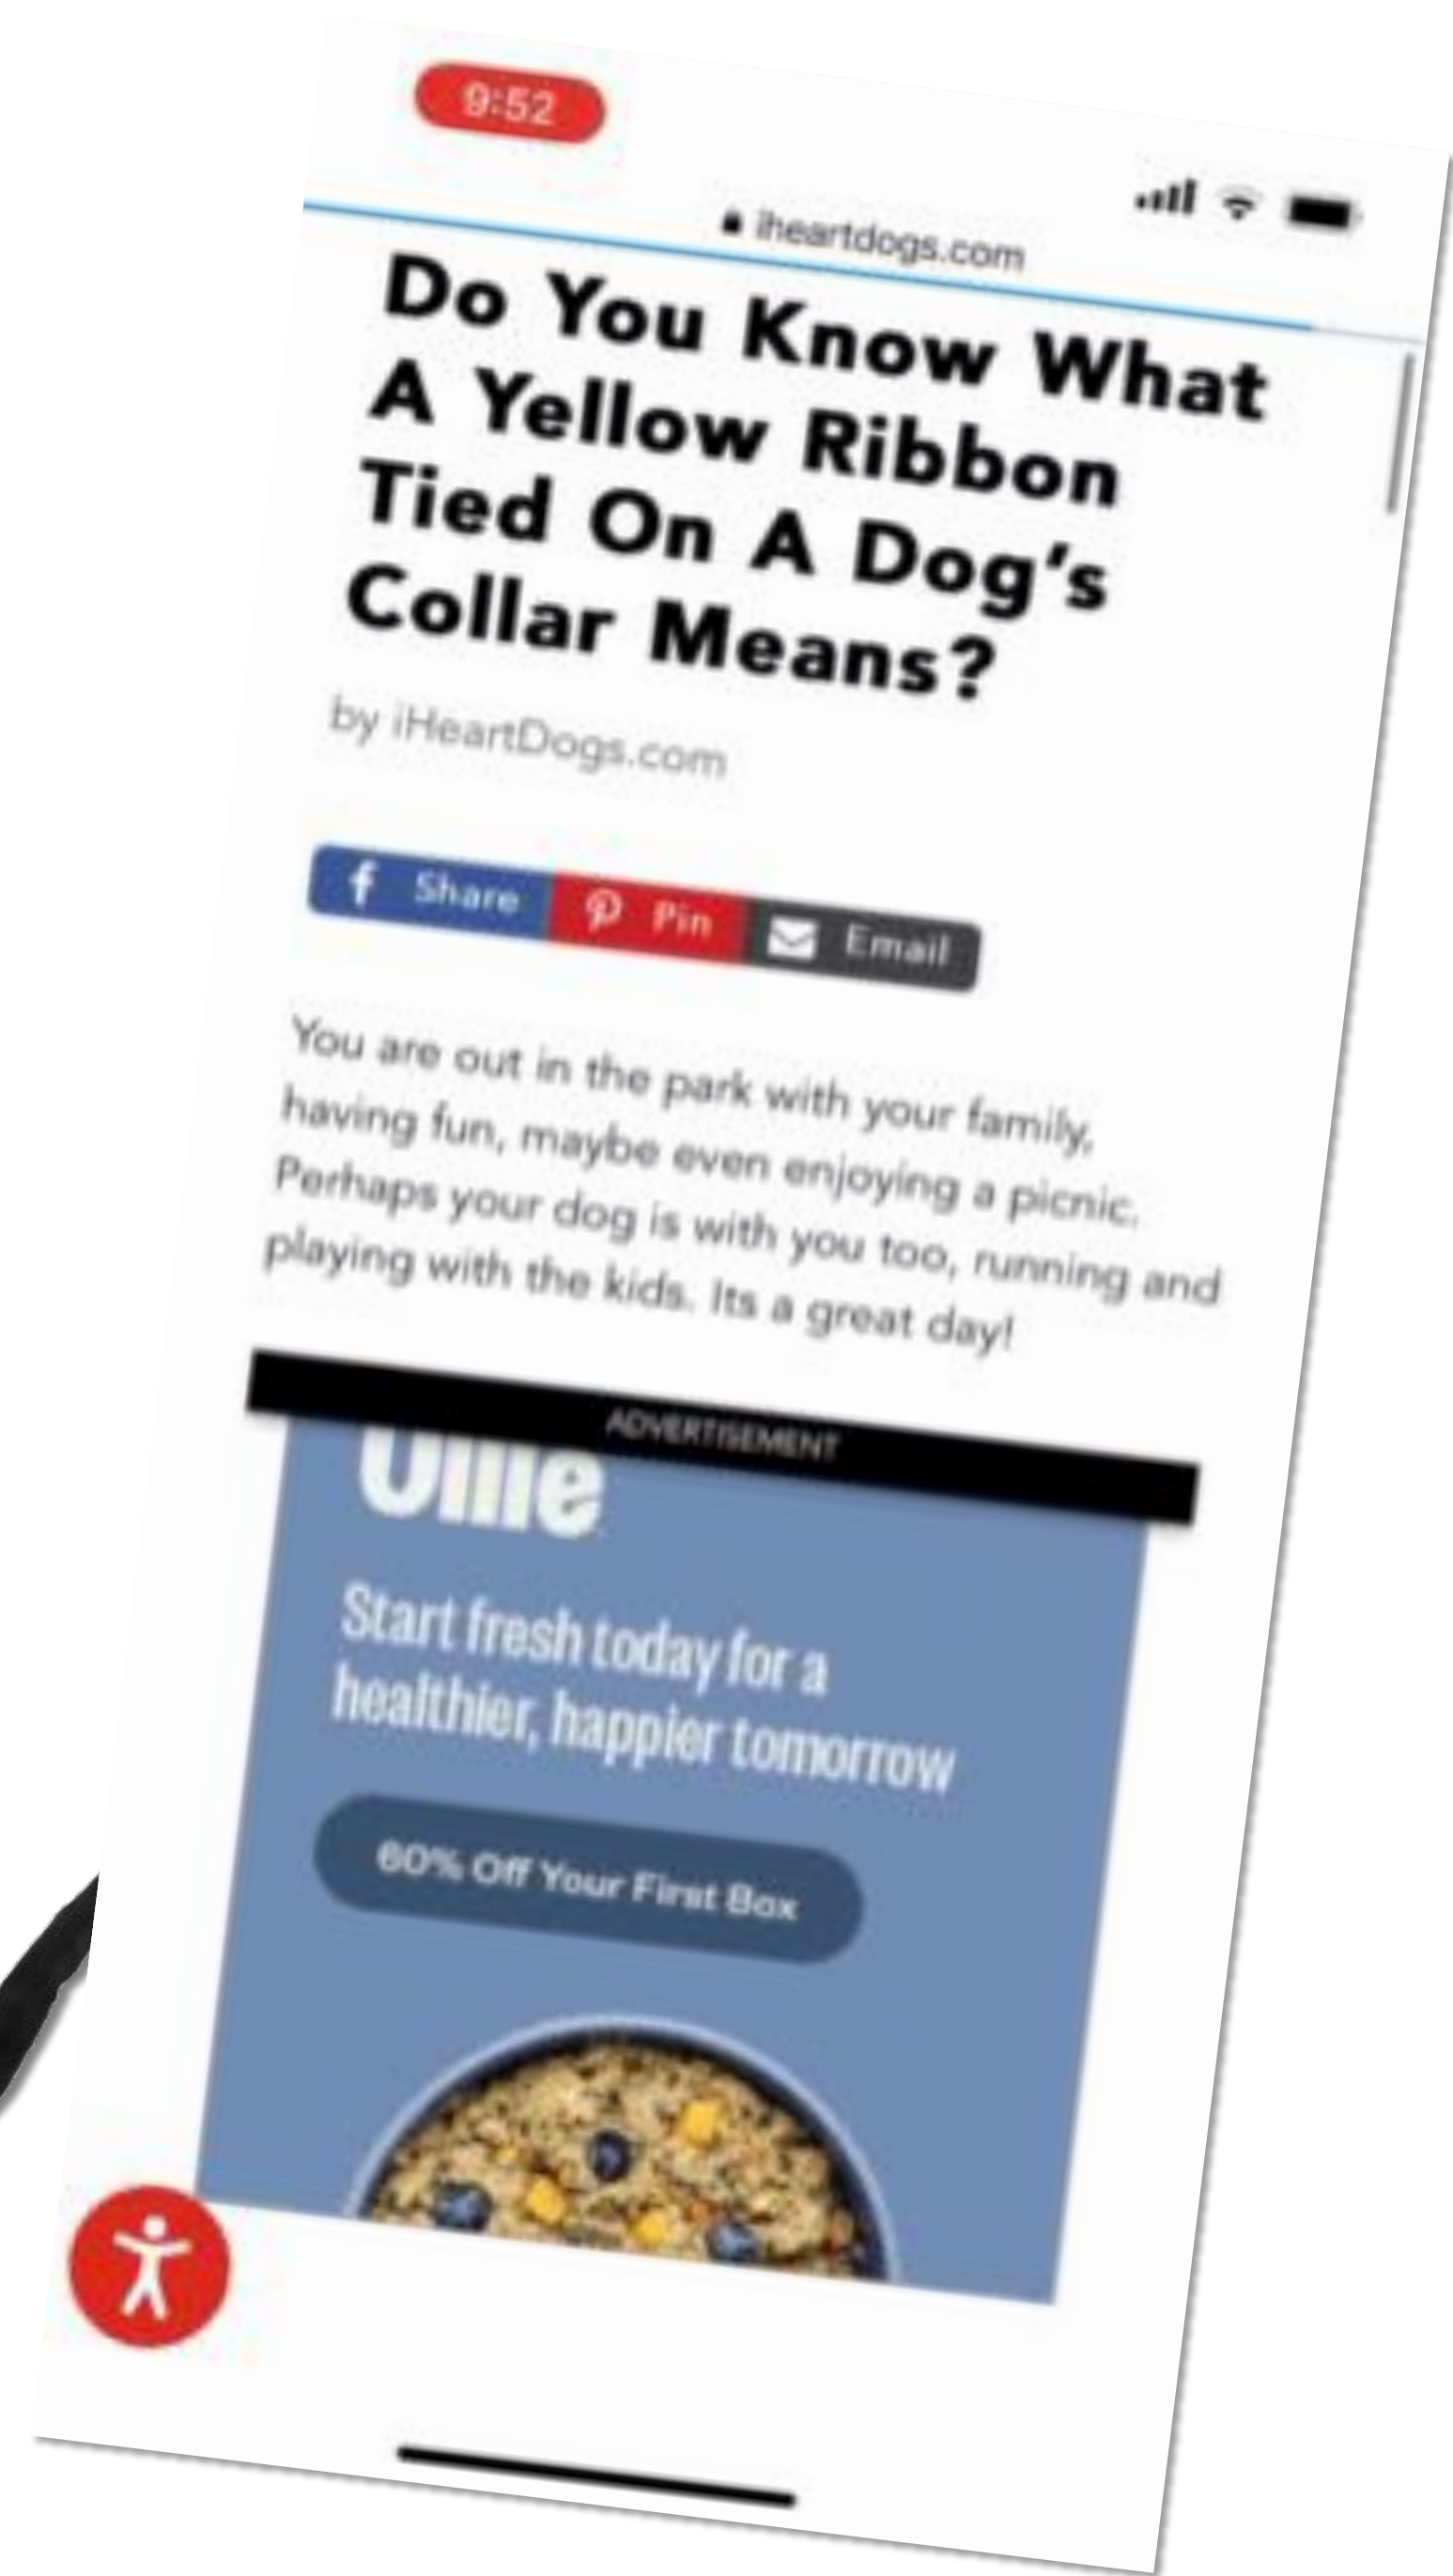 9:52
iheartdogs.com
Do You Know What
A Yellow Ribbon
Tied On A Dog's
Collar Means?
by iHeartDogs.com
Share Pin Email
You are out in the park with your family,
having fun, maybe even enjoying a picnic.
Perhaps your dog is with you too, running and
playing with the kids. Its a great day!
ADVERTISEMENT
Ollie
Start fresh today for a
healthier, happier tomorrow
60% Off Your First Box